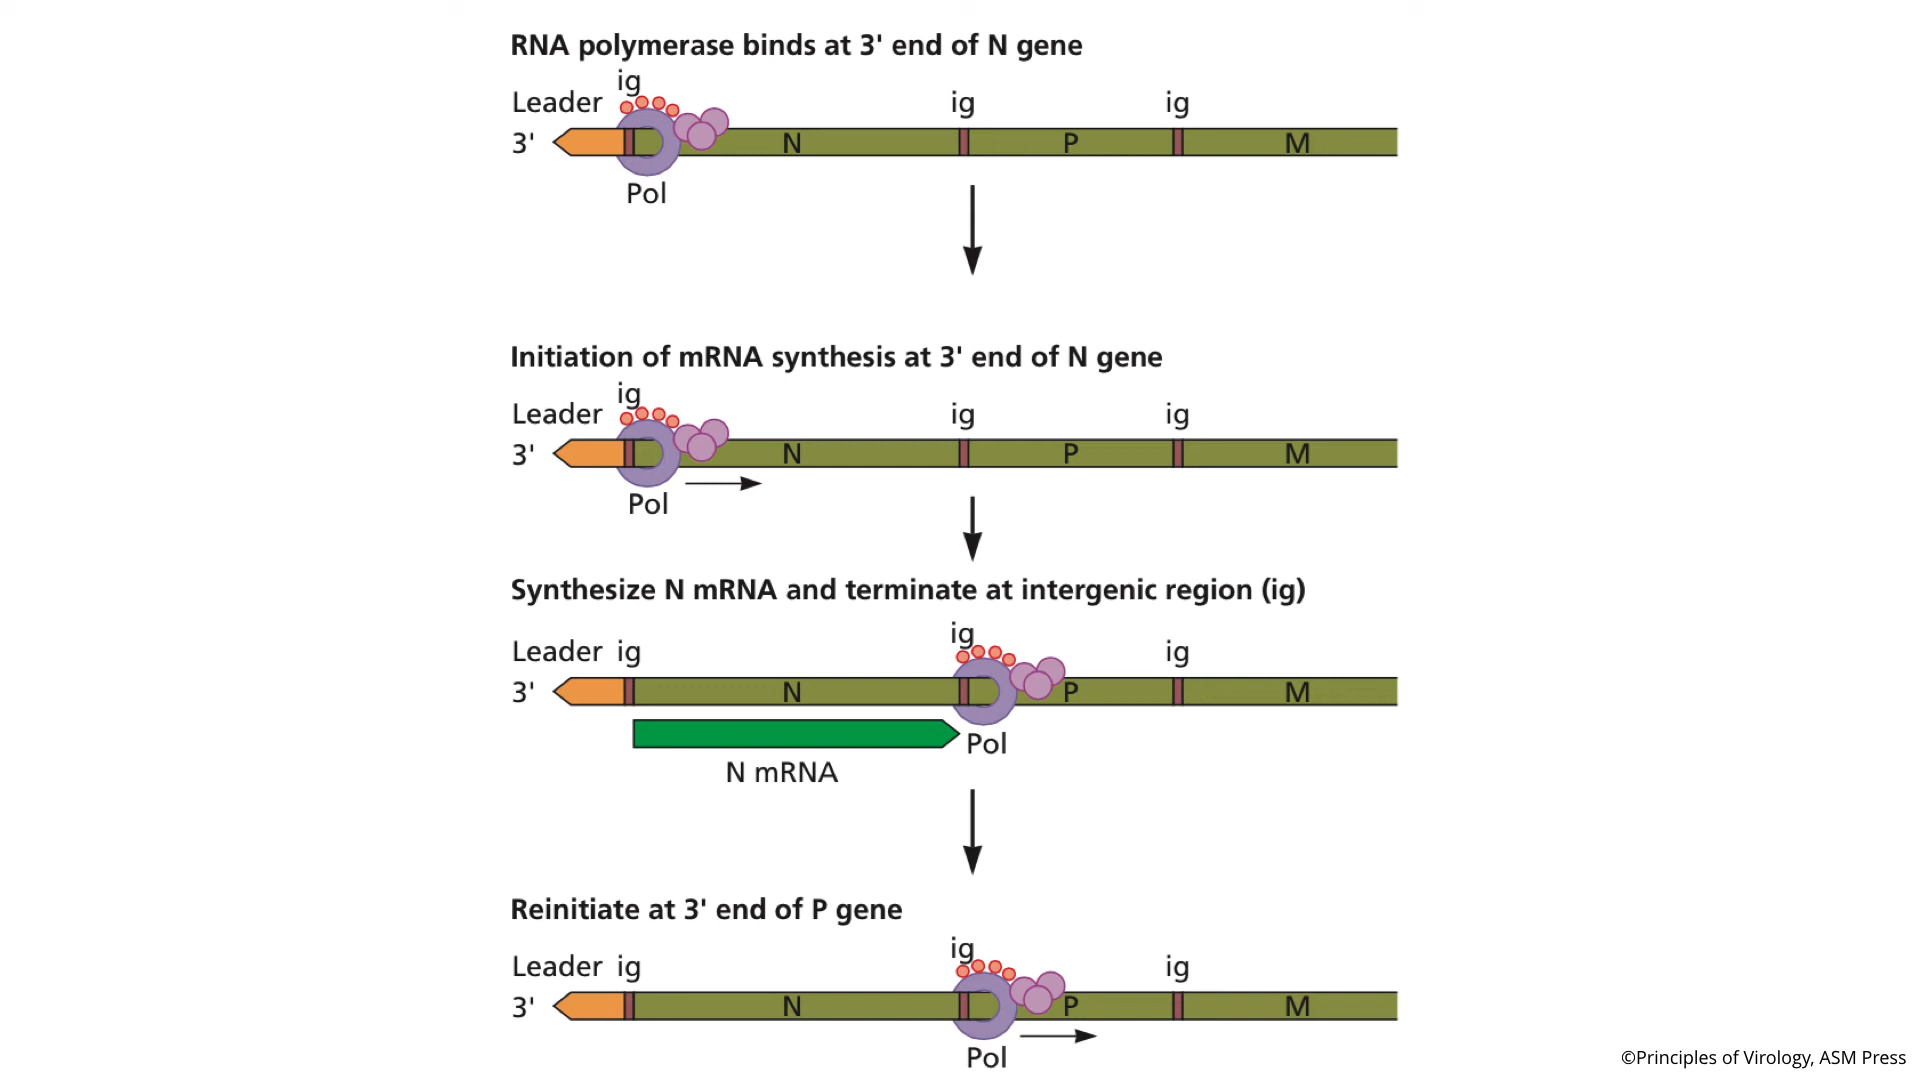 RNA polymerase binds at 3' end of N gene
ig
Leader ig ig
3' N P M
Pol
Initiation of mRNA synthesis at 3' end of N gene
ig
Leader ig ig
3' N P M
Pol
Synthesize N mRNA and terminate at intergenic region (ig)
ig
Leader ig ig
3' N P M
Pol
N mRNA
Reinitiate at 3' end of P gene
ig
Leader ig ig
3' N P M
Pol
©Principles of Virology, ASM Press